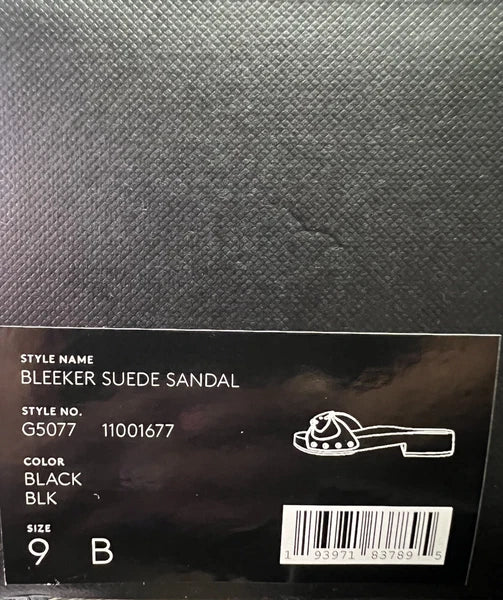 STYLE NAME
BLEEKER SUEDE SANDAL
STYLE NO.
G5077 11001677
COLOR
BLACK
BLK
SIZE
9 B
1 93971 83789 5